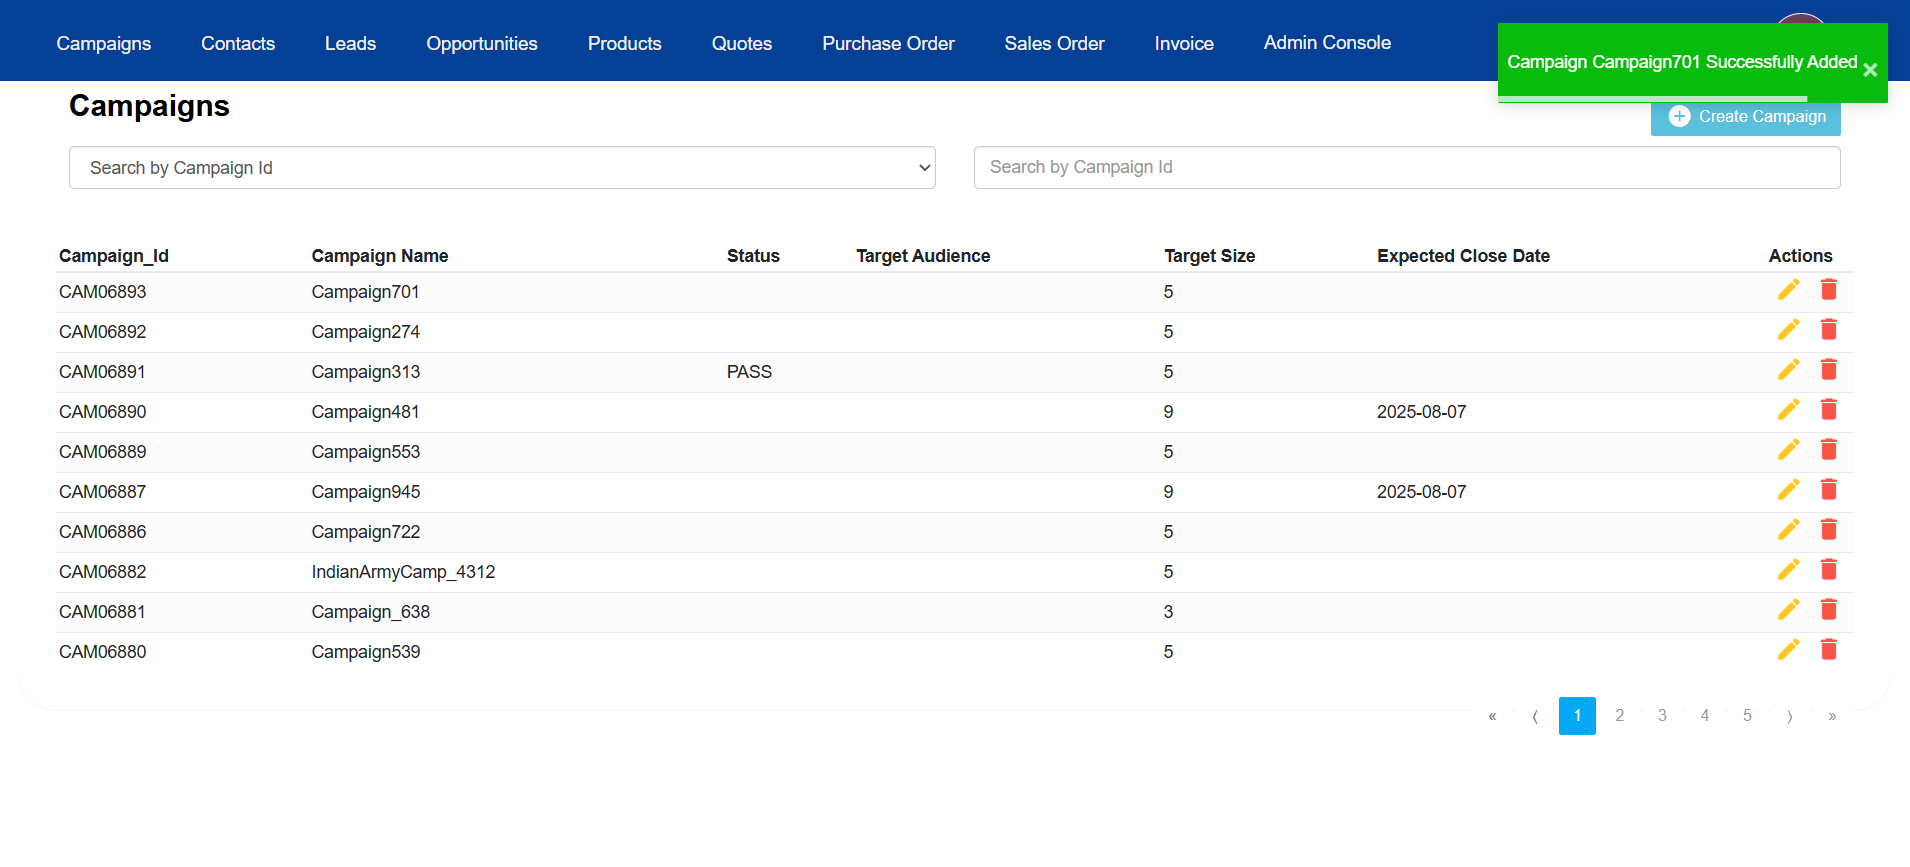 Campaigns Contacts Leads Opportunities Products Quotes Purchase Order Sales Order Invoice Admin Console
Campaign Campaign701 Successfully Added ×
Campaigns
Create Campaign
Search by Campaign Id
Search by Campaign Id
Campaign_Id Campaign Name Status Target Audience Target Size Expected Close Date Actions
CAM06893 Campaign701 5
CAM06892 Campaign274 5
CAM06891 Campaign313 PASS 5
CAM06890 Campaign481 9 2025-08-07
CAM06889 Campaign553 5
CAM06887 Campaign945 9 2025-08-07
CAM06886 Campaign722 5
CAM06882 IndianArmyCamp_4312 5
CAM06881 Campaign_638 3
CAM06880 Campaign539 5
« ⟨ 1 2 3 4 5 ⟩ »